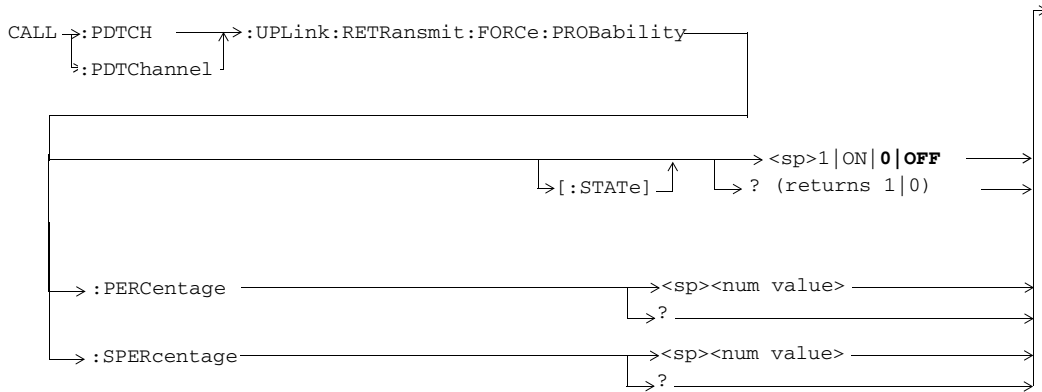 CALL :PDTCH :UPLink:RETRansmit:FORCe:PROBability
:PDTChannel
<sp>1|ON|0|OFF
[:STATe] ? (returns 1|0)
:PERCentage <sp><num value>
?
:SPERcentage <sp><num value>
?